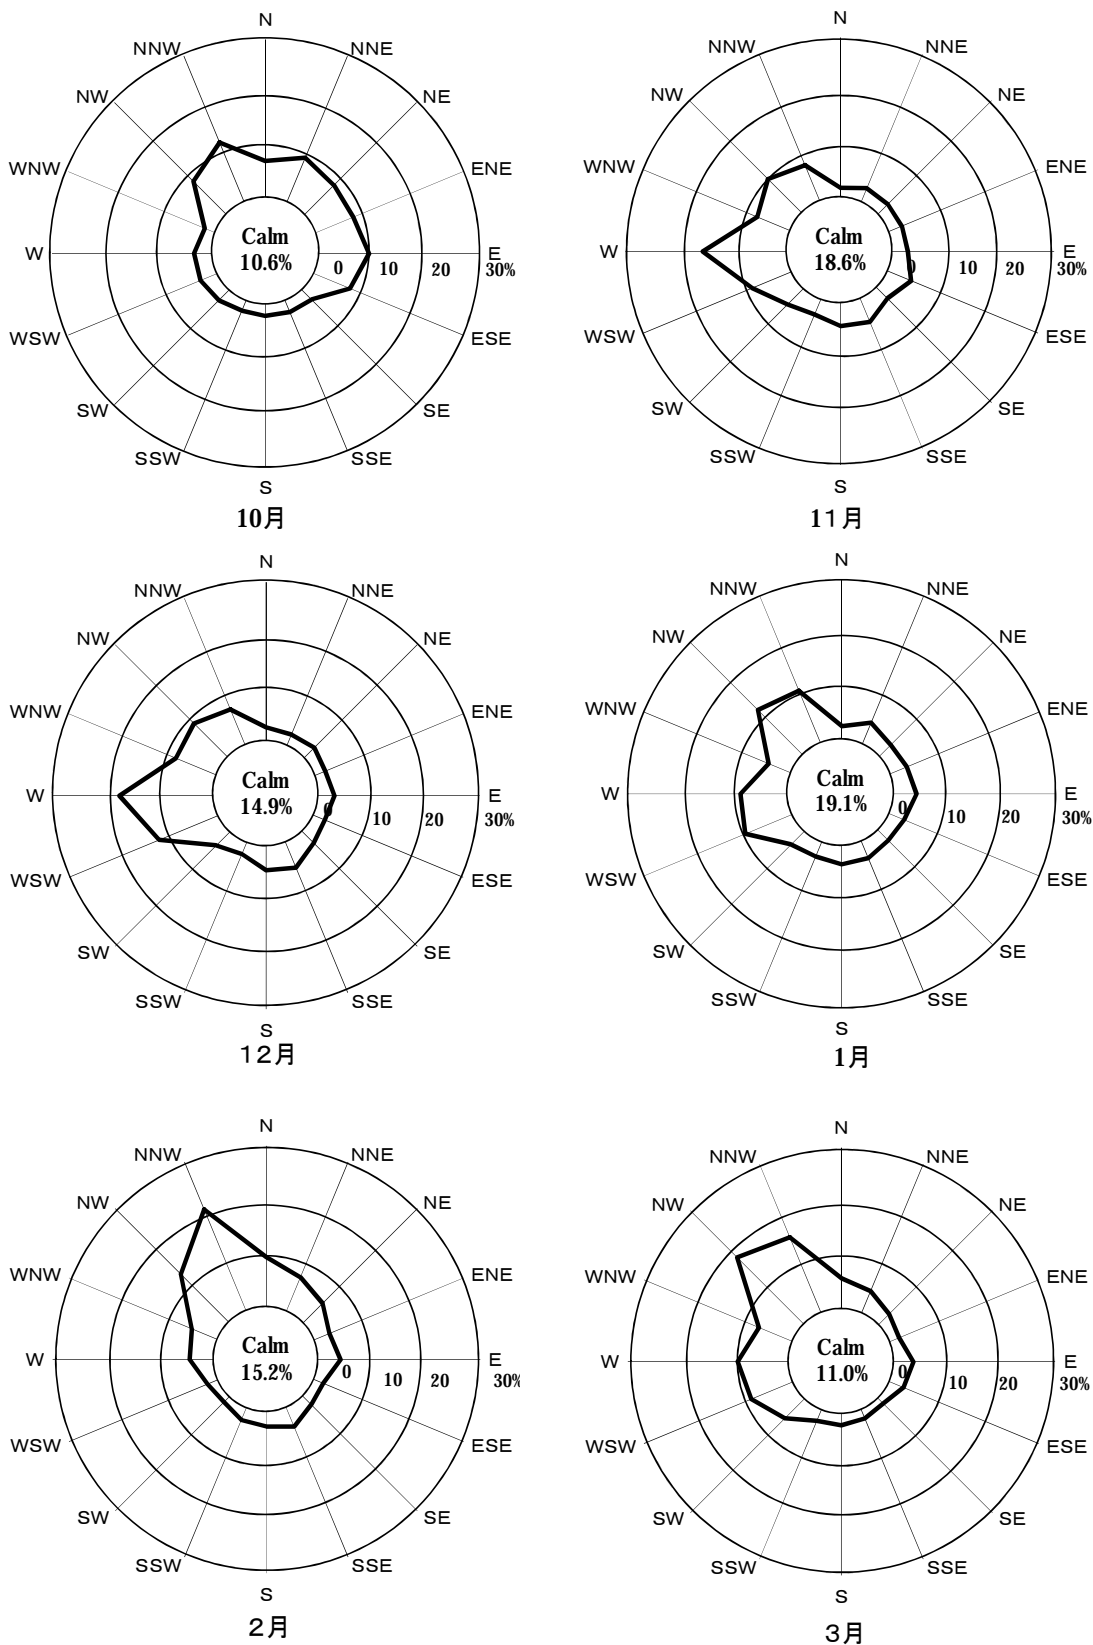 N
NNW NNE
NW NE
WNW ENE
W Calm E
10.6% 0 10 20 30%
WSW ESE
SW SE
SSW SSE
S
10月
N
NNW NNE
NW NE
WNW ENE
W Calm E
18.6% 0 10 20 30%
WSW ESE
SW SE
SSW SSE
S
11月
N
NNW NNE
NW NE
WNW ENE
W Calm E
14.9% 0 10 20 30%
WSW ESE
SW SE
SSW SSE
S
12月
N
NNW NNE
NW NE
WNW ENE
W Calm E
19.1% 0 10 20 30%
WSW ESE
SW SE
SSW SSE
S
1月
N
NNW NNE
NW NE
WNW ENE
W Calm E
15.2% 0 10 20 30%
WSW ESE
SW SE
SSW SSE
S
2月
N
NNW NNE
NW NE
WNW ENE
W Calm E
11.0% 0 10 20 30%
WSW ESE
SW SE
SSW SSE
S
3月